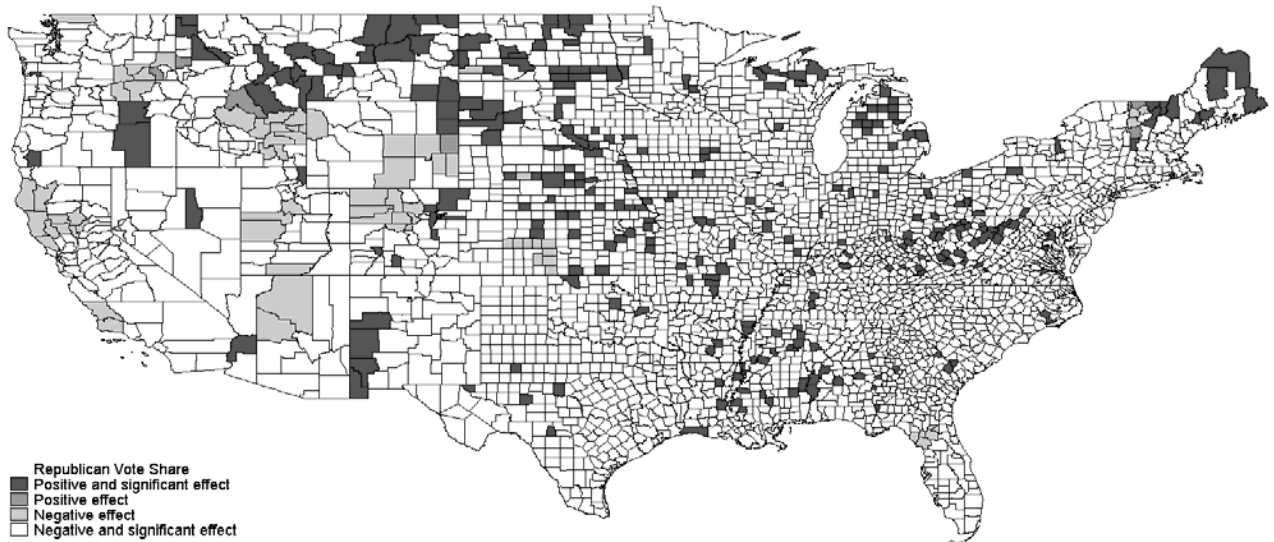 Republican Vote Share
Positive and significant effect
Positive effect
Negative effect
Negative and significant effect